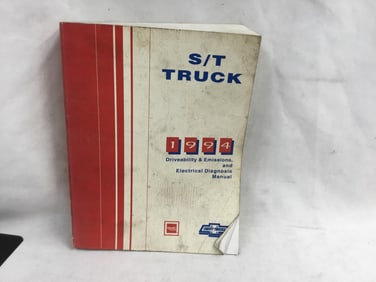 S/T
TRUCK
1994
Driveability & Emissions,
and
Electrical Diagnosis
Manual